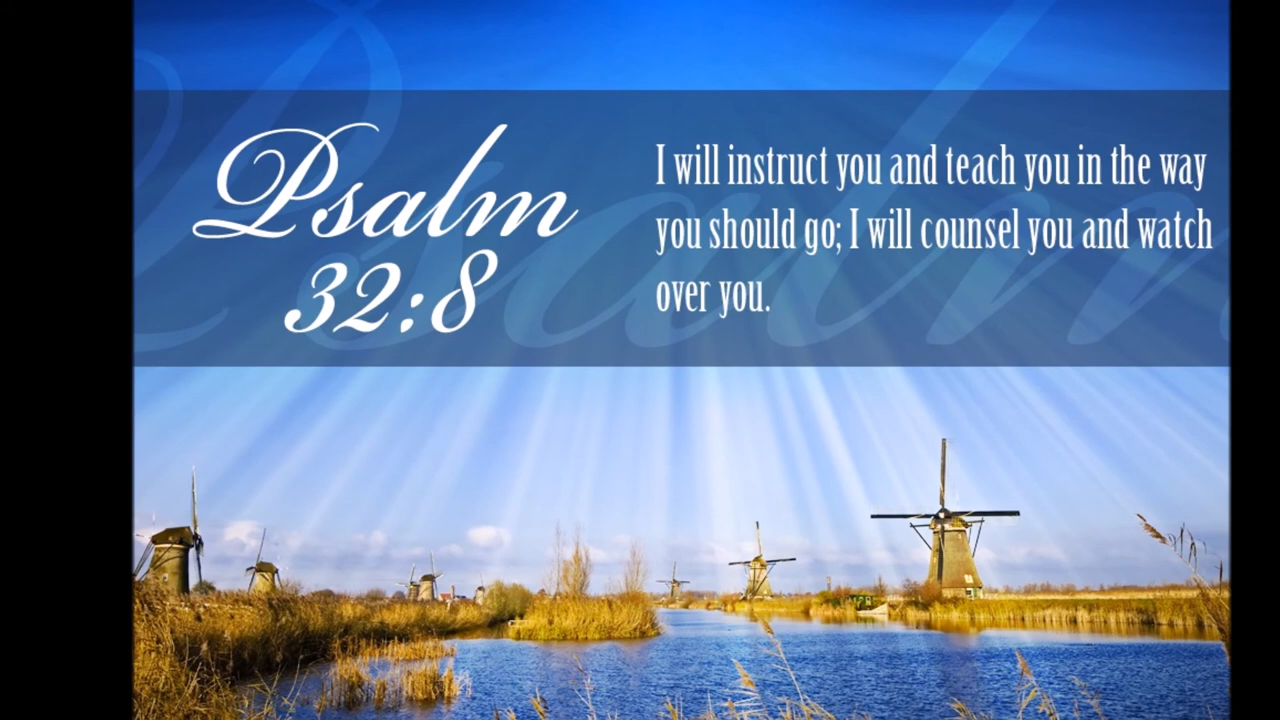 Psalm
32:8
I will instruct you and teach you in the way
you should go; I will counsel you and watch
over you.